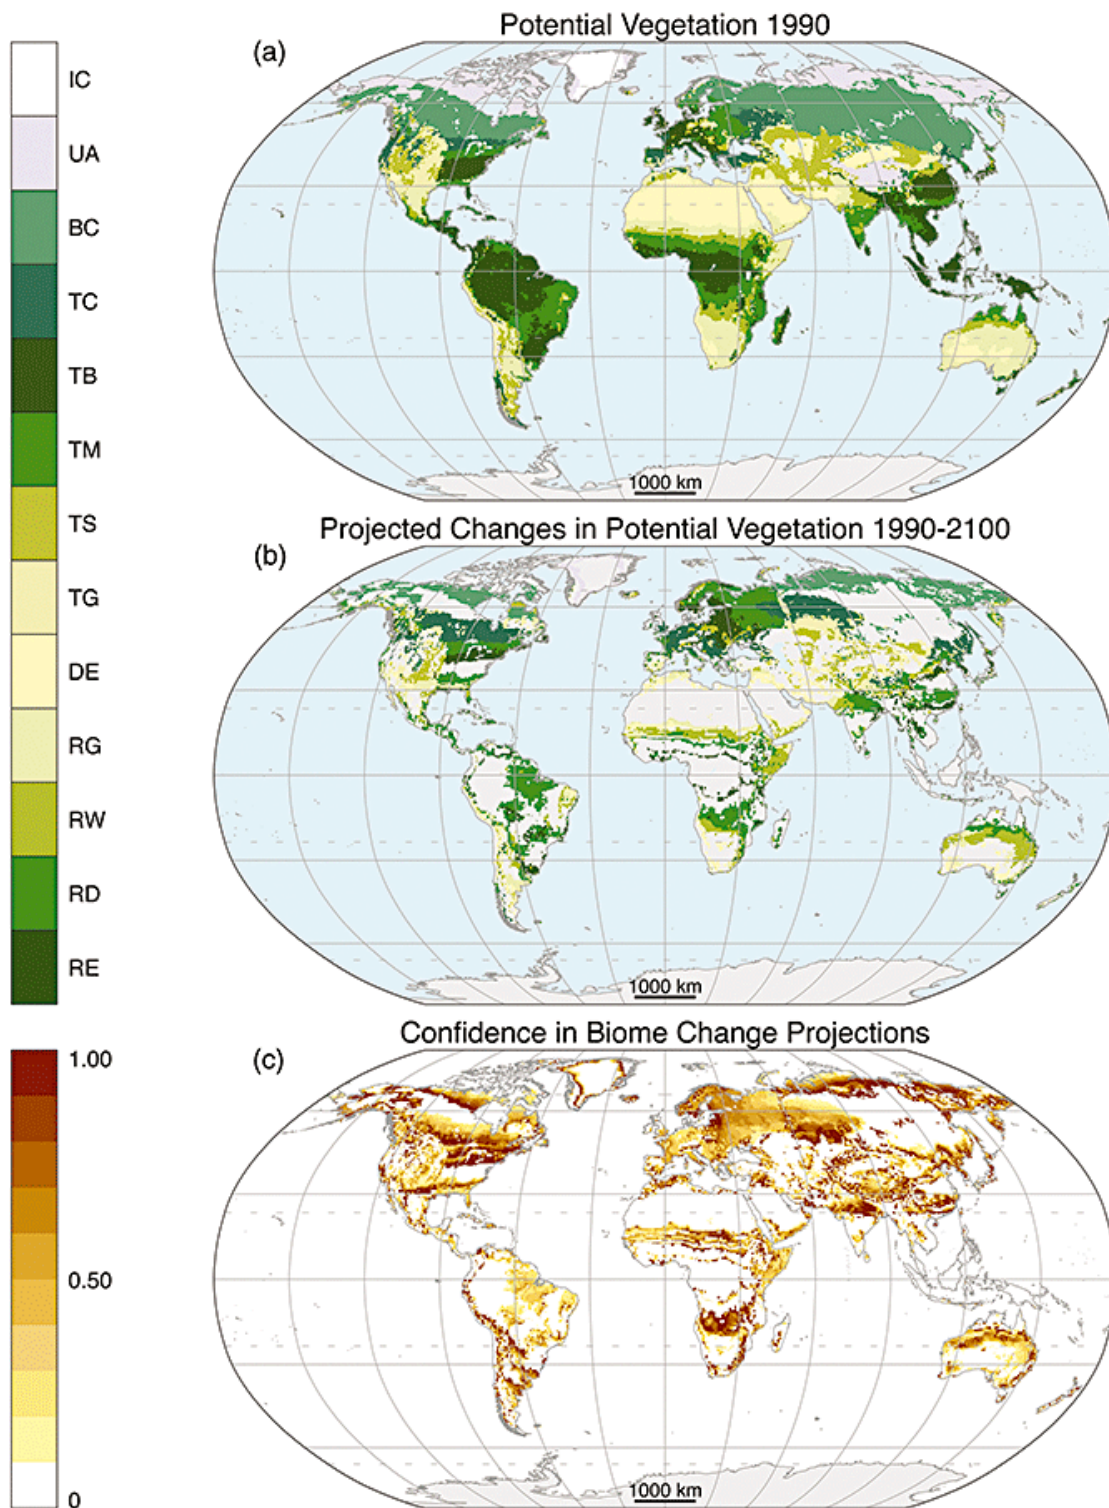 Potential Vegetation 1990
(a)
IC
UA
BC
TC
TB
TM
TS
TG
DE
RG
RW
RD
RE
1000 km
Projected Changes in Potential Vegetation 1990-2100
(b)
1000 km
Confidence in Biome Change Projections
(c)
1.00
0.50
0
1000 km